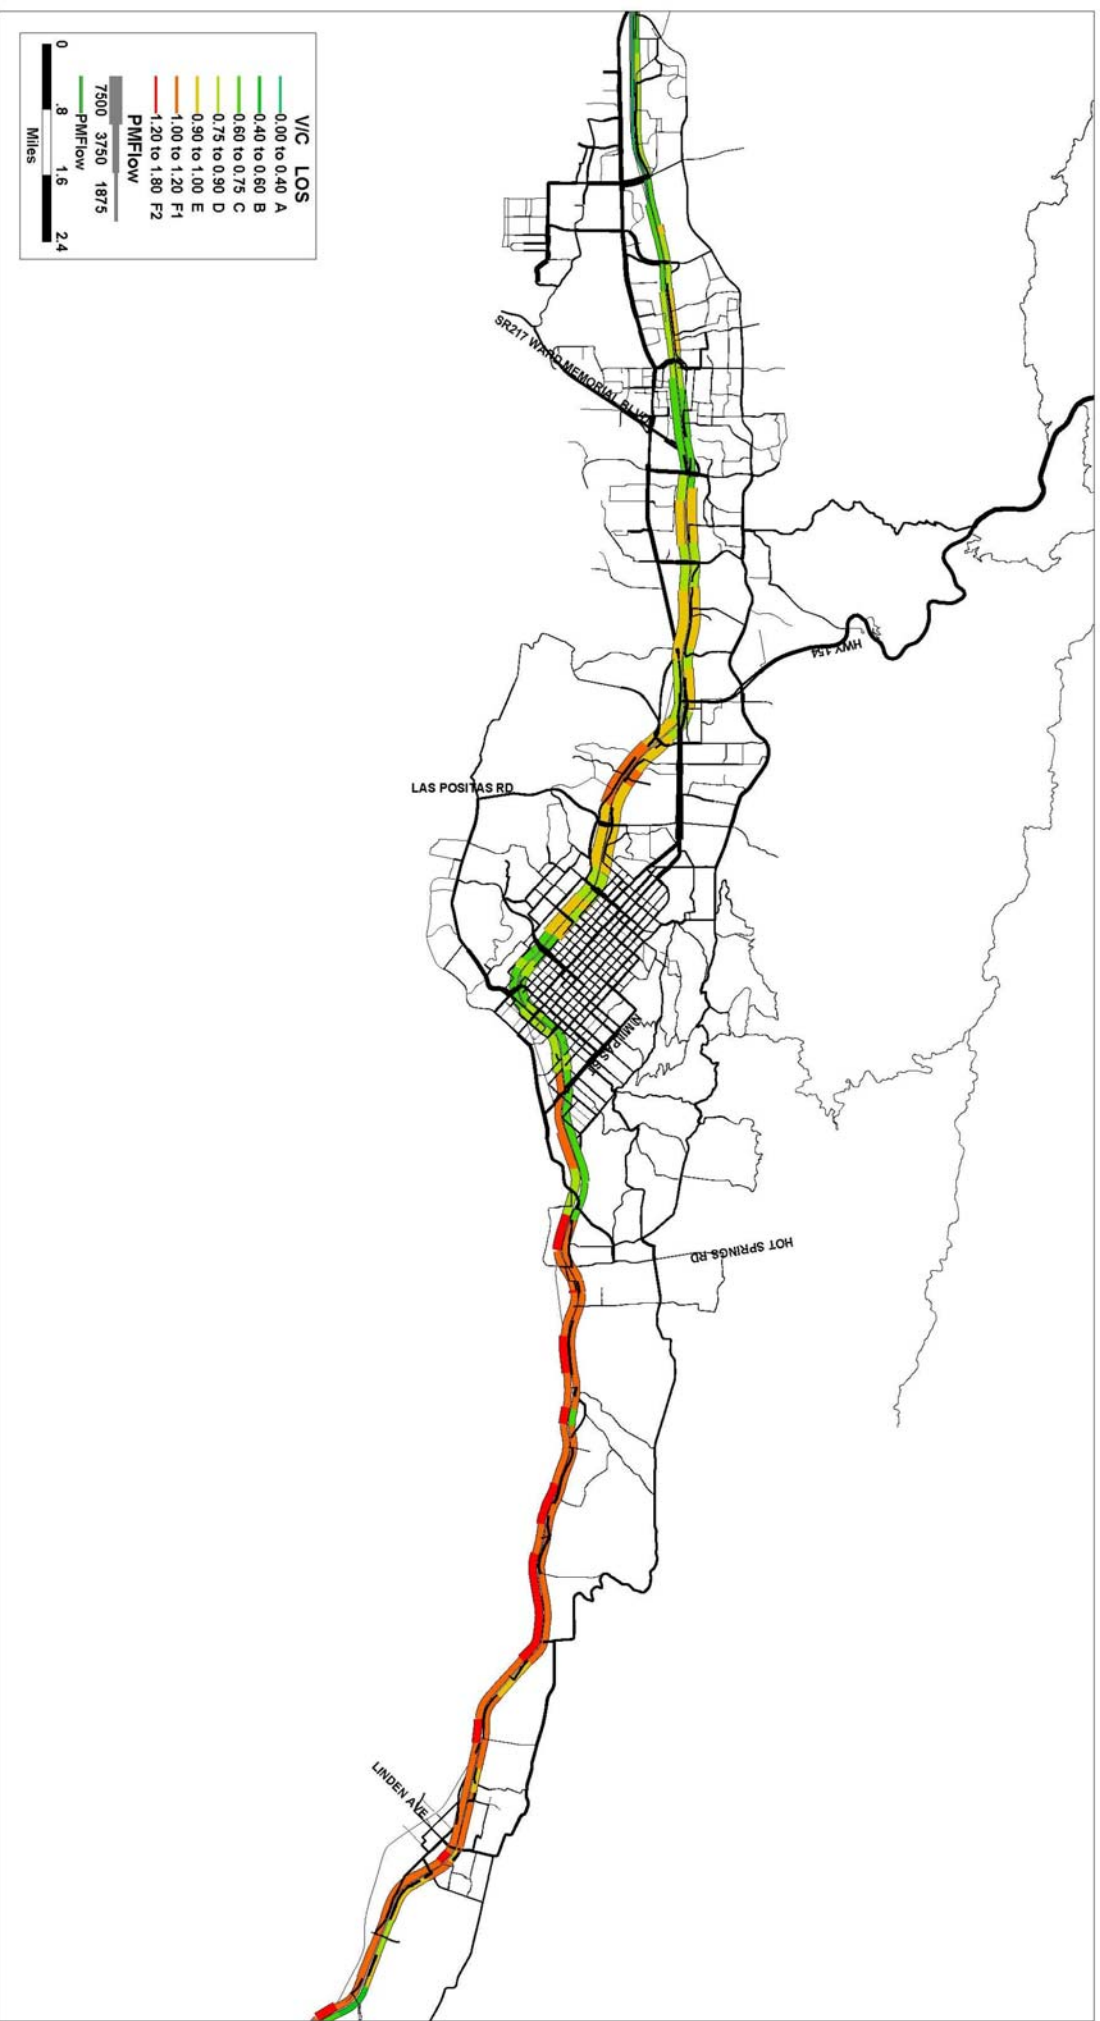 V/C LOS
0.00 to 0.40 A
0.40 to 0.60 B
0.60 to 0.75 C
0.75 to 0.90 D
0.90 to 1.00 E
1.00 to 1.20 F1
1.20 to 1.80 F2
PMFlow
7500 3750 1875
PMFlow
0 .8 1.6 2.4
Miles
SR217 WARD MEMORIAL BLVD
HWY 154
LAS POSITAS RD
N MILPAS ST
HOT SPRINGS RD
LINDEN AVE